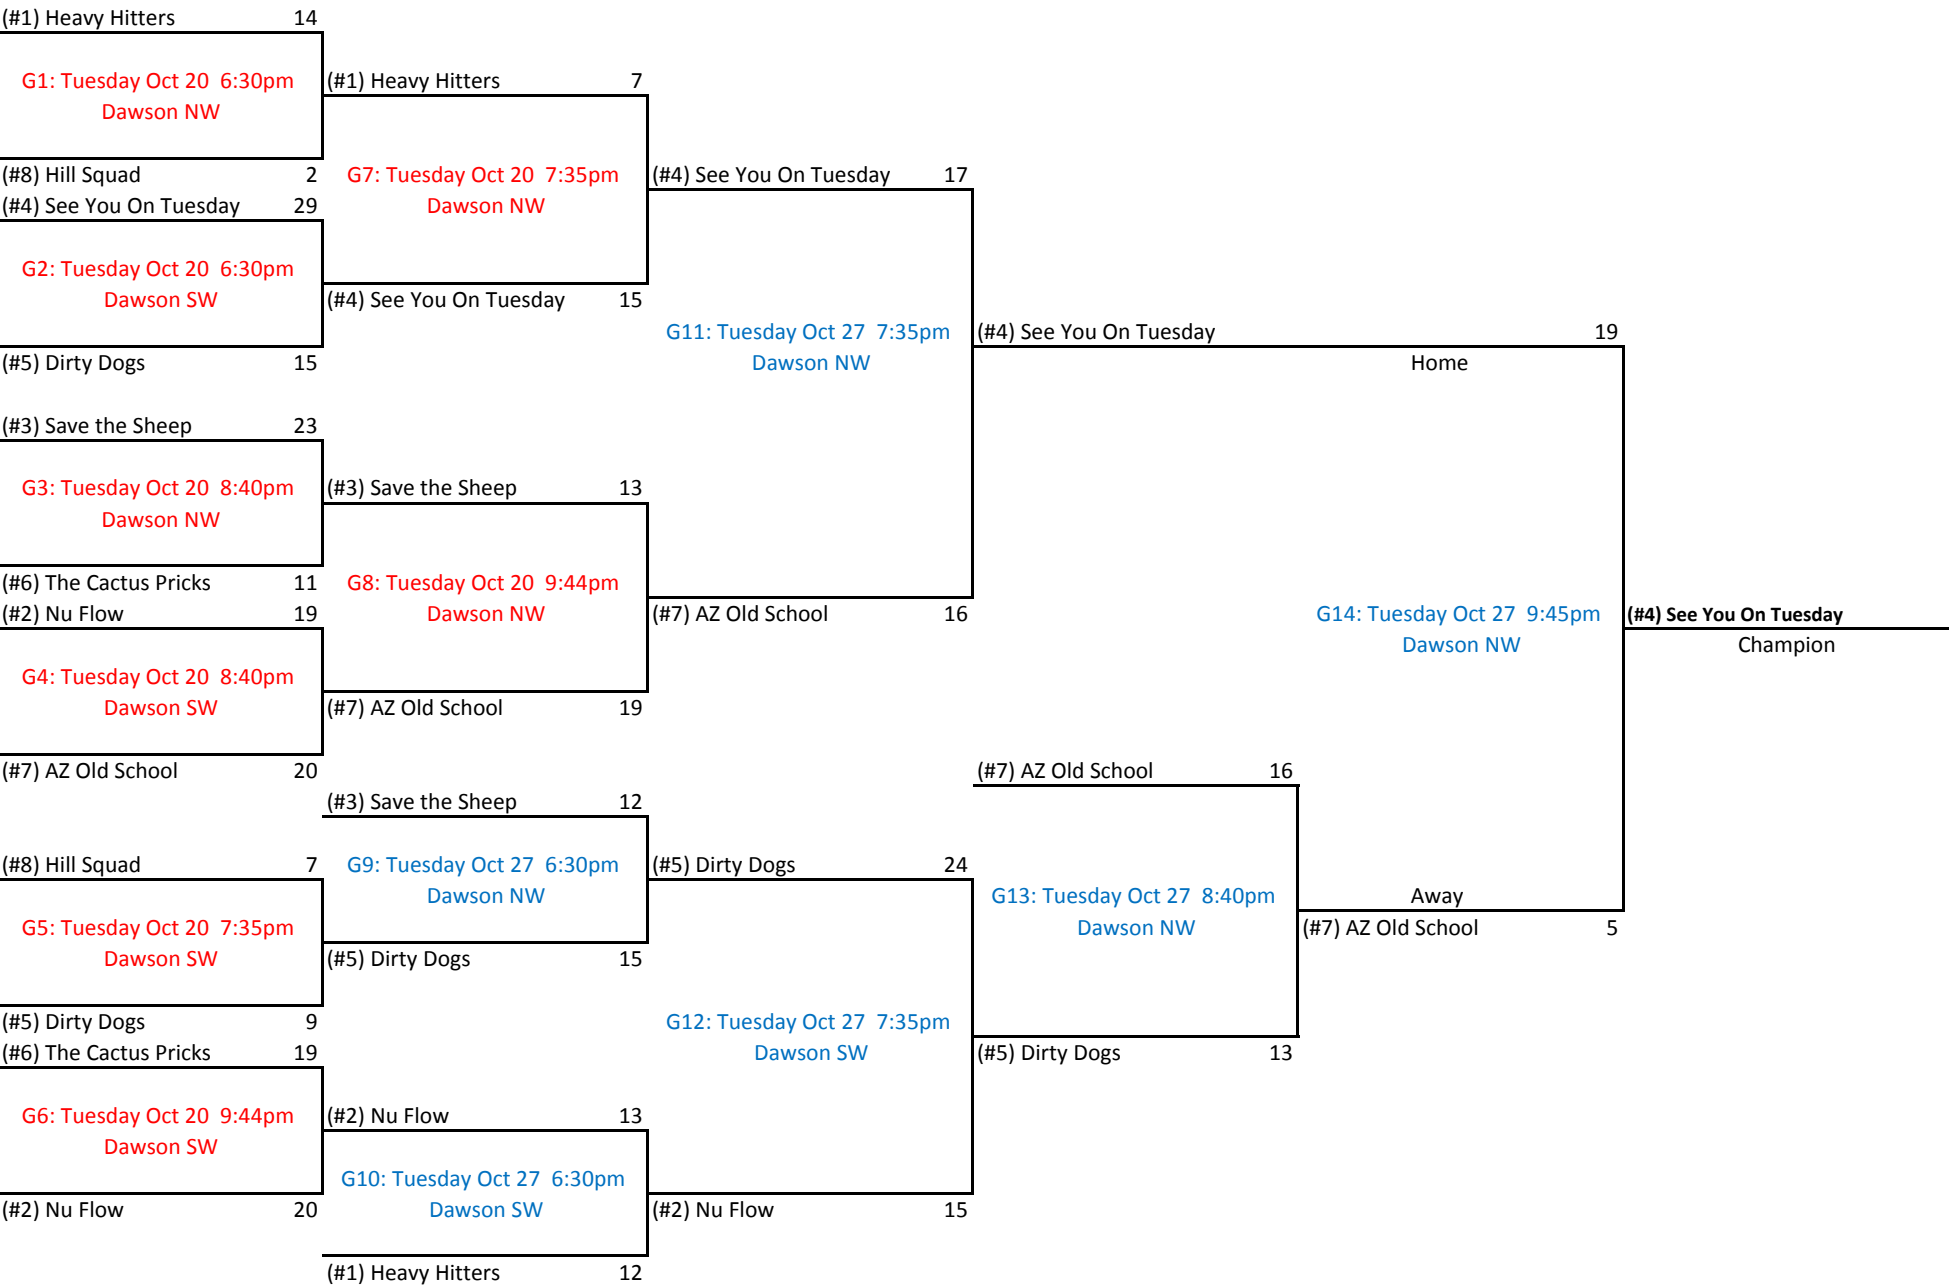 (#1) Heavy Hitters 14
G1: Tuesday Oct 20 6:30pm
Dawson NW
(#8) Hill Squad 2
(#4) See You On Tuesday 29
G2: Tuesday Oct 20 6:30pm
Dawson SW
(#5) Dirty Dogs 15
(#3) Save the Sheep 23
G3: Tuesday Oct 20 8:40pm
Dawson NW
(#6) The Cactus Pricks 11
(#2) Nu Flow 19
G4: Tuesday Oct 20 8:40pm
Dawson SW
(#7) AZ Old School 20
(#8) Hill Squad 7
G5: Tuesday Oct 20 7:35pm
Dawson SW
(#5) Dirty Dogs 9
(#6) The Cactus Pricks 19
G6: Tuesday Oct 20 9:44pm
Dawson SW
(#2) Nu Flow 20
(#1) Heavy Hitters 7
G7: Tuesday Oct 20 7:35pm
Dawson NW
(#4) See You On Tuesday 15
(#3) Save the Sheep 13
G8: Tuesday Oct 20 9:44pm
Dawson NW
(#7) AZ Old School 19
(#3) Save the Sheep 12
G9: Tuesday Oct 27 6:30pm
Dawson NW
(#5) Dirty Dogs 15
(#2) Nu Flow 13
G10: Tuesday Oct 27 6:30pm
Dawson SW
(#1) Heavy Hitters 12
(#4) See You On Tuesday 17
G11: Tuesday Oct 27 7:35pm
Dawson NW
(#7) AZ Old School 16
(#5) Dirty Dogs 24
G12: Tuesday Oct 27 7:35pm
Dawson SW
(#2) Nu Flow 15
(#7) AZ Old School 16
G13: Tuesday Oct 27 8:40pm
Dawson NW
(#5) Dirty Dogs 13
(#4) See You On Tuesday 19
Home
G14: Tuesday Oct 27 9:45pm
Dawson NW
Away
(#7) AZ Old School 5
(#4) See You On Tuesday
Champion